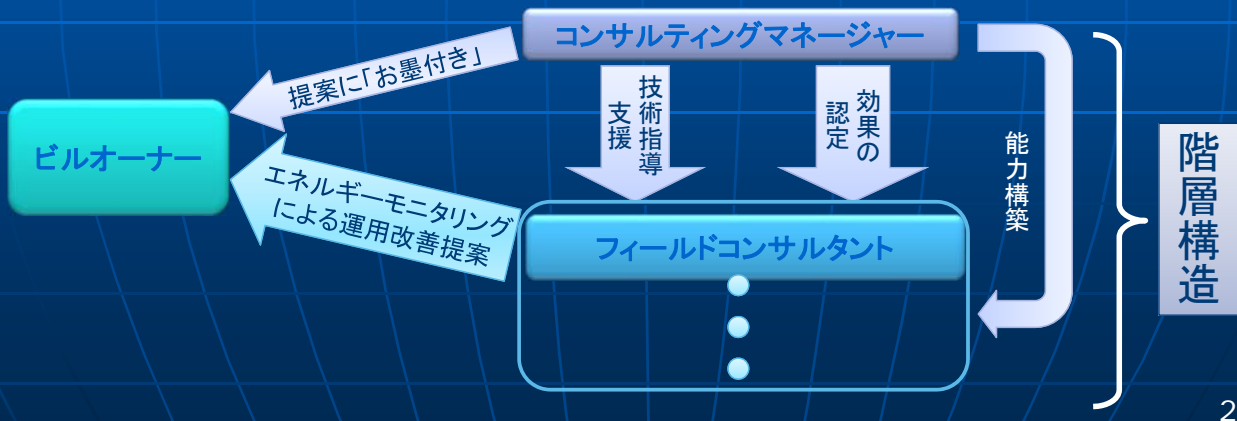 コンサルティングマネージャー
提案に「お墨付き」
ビルオーナー
技術指導
支援
効果の
認定
能力構築
階層構造
エネルギーモニタリング
による運用改善提案
フィールドコンサルタント
2